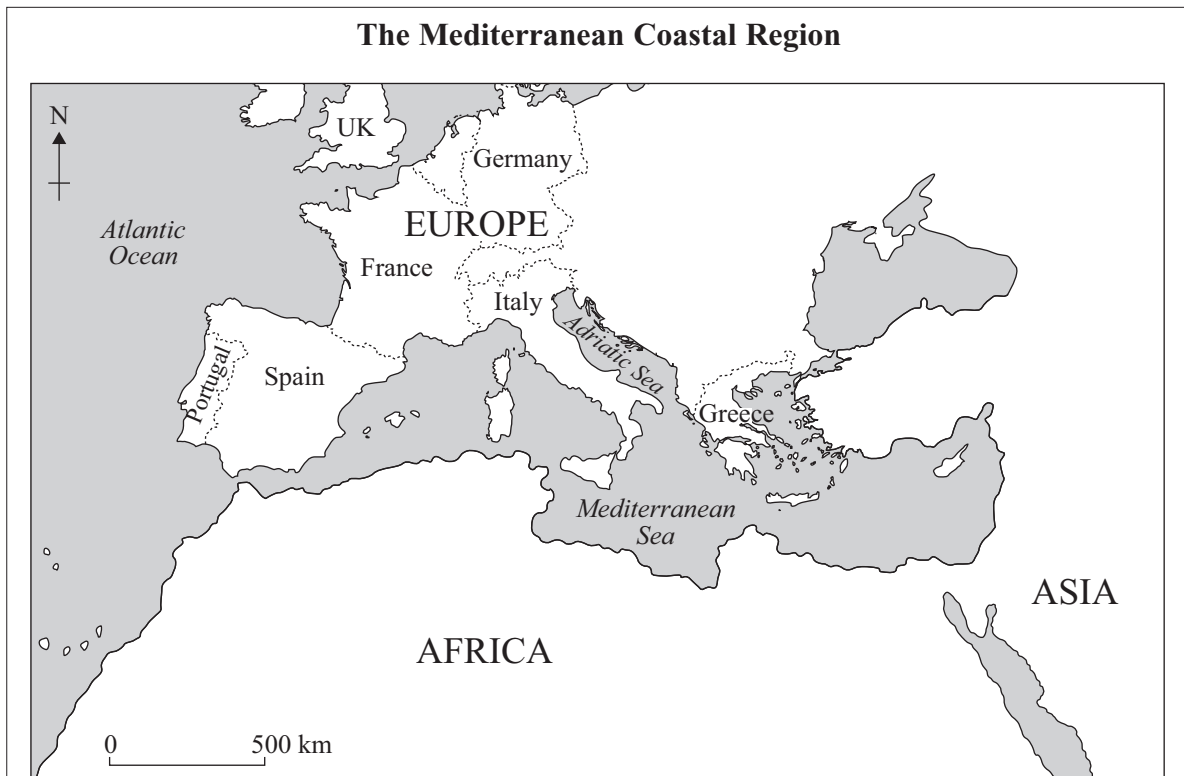 The Mediterranean Coastal Region
N
UK
Germany
EUROPE
Atlantic
Ocean
France
Italy
Adriatic Sea
Portugal
Spain
Greece
Mediterranean
Sea
ASIA
AFRICA
0 500 km